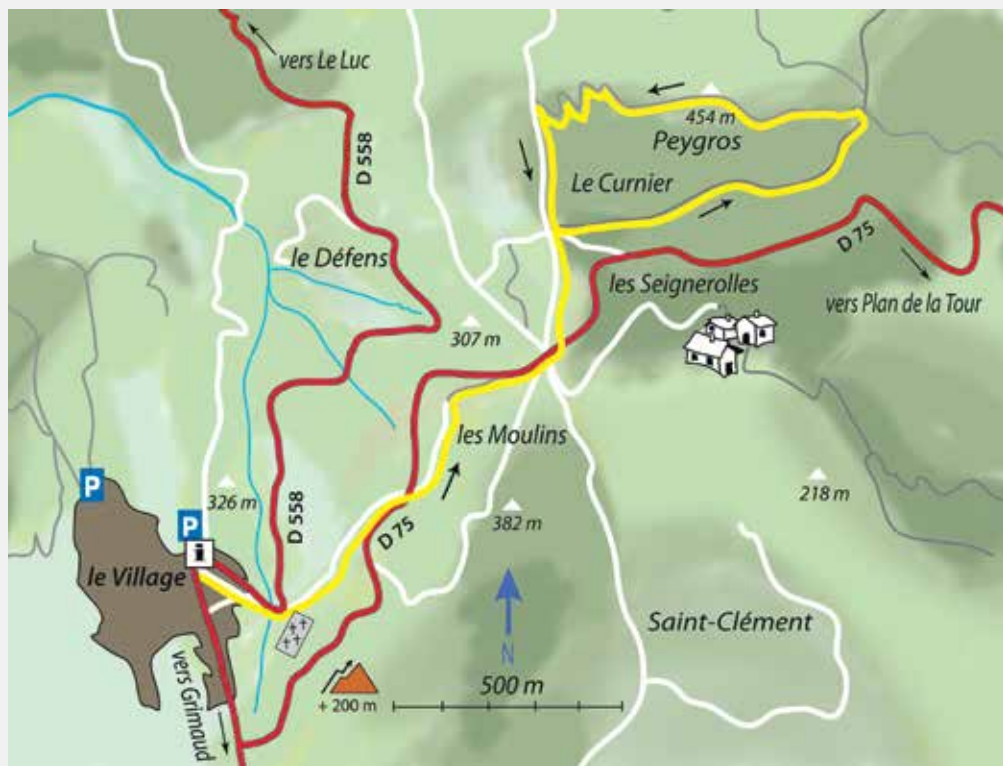 vers Le Luc
D 558
454 m
Peygros
Le Curnier
le Défens
D 75
les Seignerolles
vers Plan de la Tour
307 m
les Moulins
P
326 m
218 m
D 558
382 m
P
D 75
i
le Village
N
Saint-Clément
vers Grimaud
+ 200 m
500 m